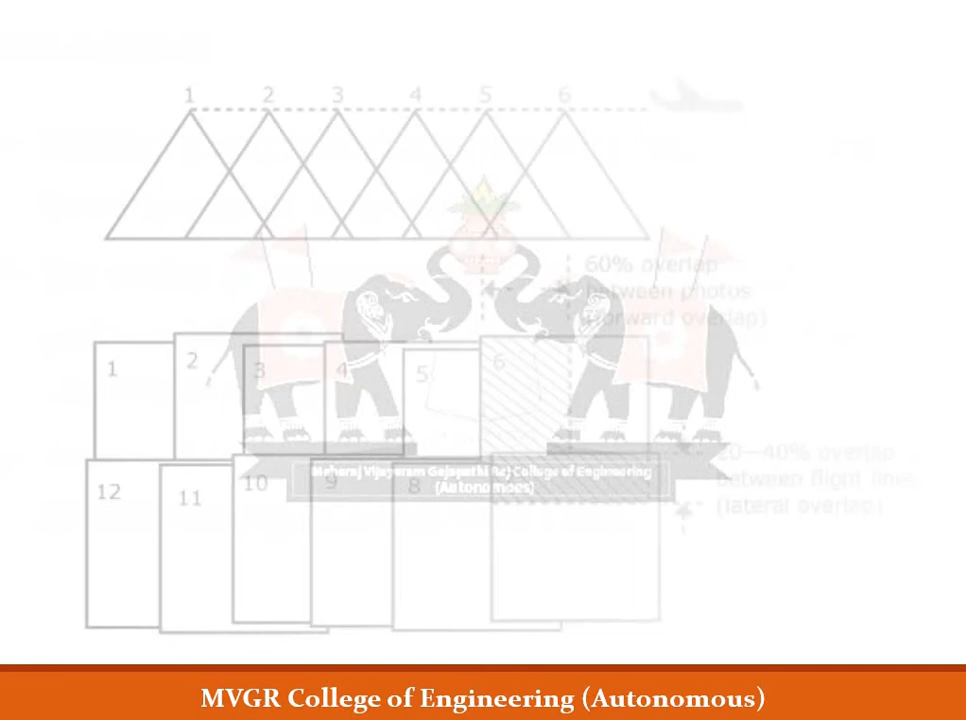 1 2 3 4 5 6
60% overlap
between photos
(forward overlap)
1 2 3 4 5 6
20—40% overlap
between flight lines
(lateral overlap)
12 11 10 9 8
Maharaj Vijayaram Gajapathi Raj College of Engineering
(Autonomoes)
MVGR College of Engineering (Autonomous)